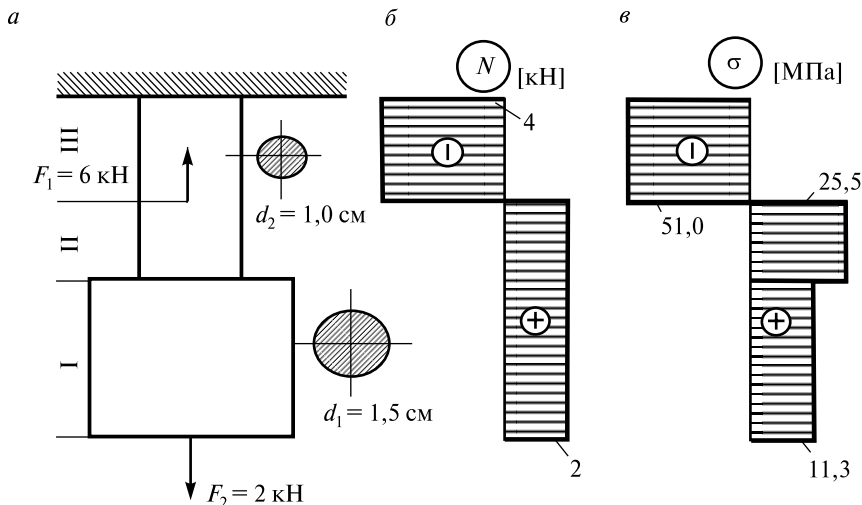 а
б
в
N [кН]
σ [МПа]
4
III
F₁ = 6 кН
d₂ = 1,0 см
51,0
25,5
II
I
d₁ = 1,5 см
F₂ = 2 кН
2
11,3